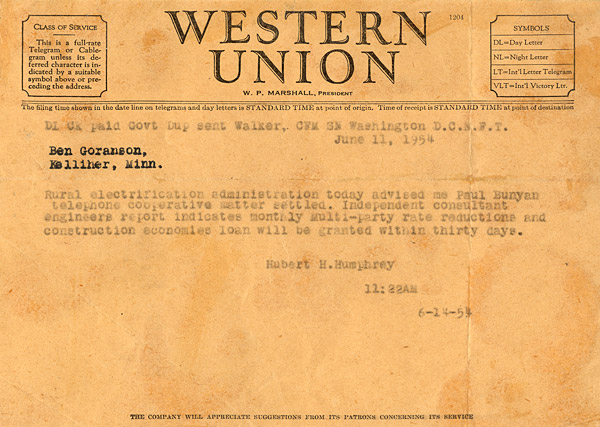 CLASS OF SERVICE
This is a full-rate
Telegram or Cable-
gram unless its de-
ferred character is in-
dicated by a suitable
symbol above or pre-
ceding the address.
WESTERN
UNION
W. P. MARSHALL, PRESIDENT
1204
SYMBOLS
DL=Day Letter
NL=Night Letter
LT=Int'l Letter Telegram
VLT=Int'l Victory Ltr.
The filing time shown in the date line on telegrams and day letters is STANDARD TIME at point of origin. Time of receipt is STANDARD TIME at point of destination
Dl Ck paid Govt Dup sent Walker, CWM SN Washington D.C.N.F.T.
June 11, 1954
Ben Goranson,
Kelliher, Minn.
Rural electrification administration today advised me Paul Bunyan
telephone cooperative matter settled. Independent consultant
engineers report indicates monthly Multi-party rate reductions and
construction economies loan will be granted within thirty days.
Hubert H.Humphrey
11:22AM
6-14-54
THE COMPANY WILL APPRECIATE SUGGESTIONS FROM ITS PATRONS CONCERNING ITS SERVICE